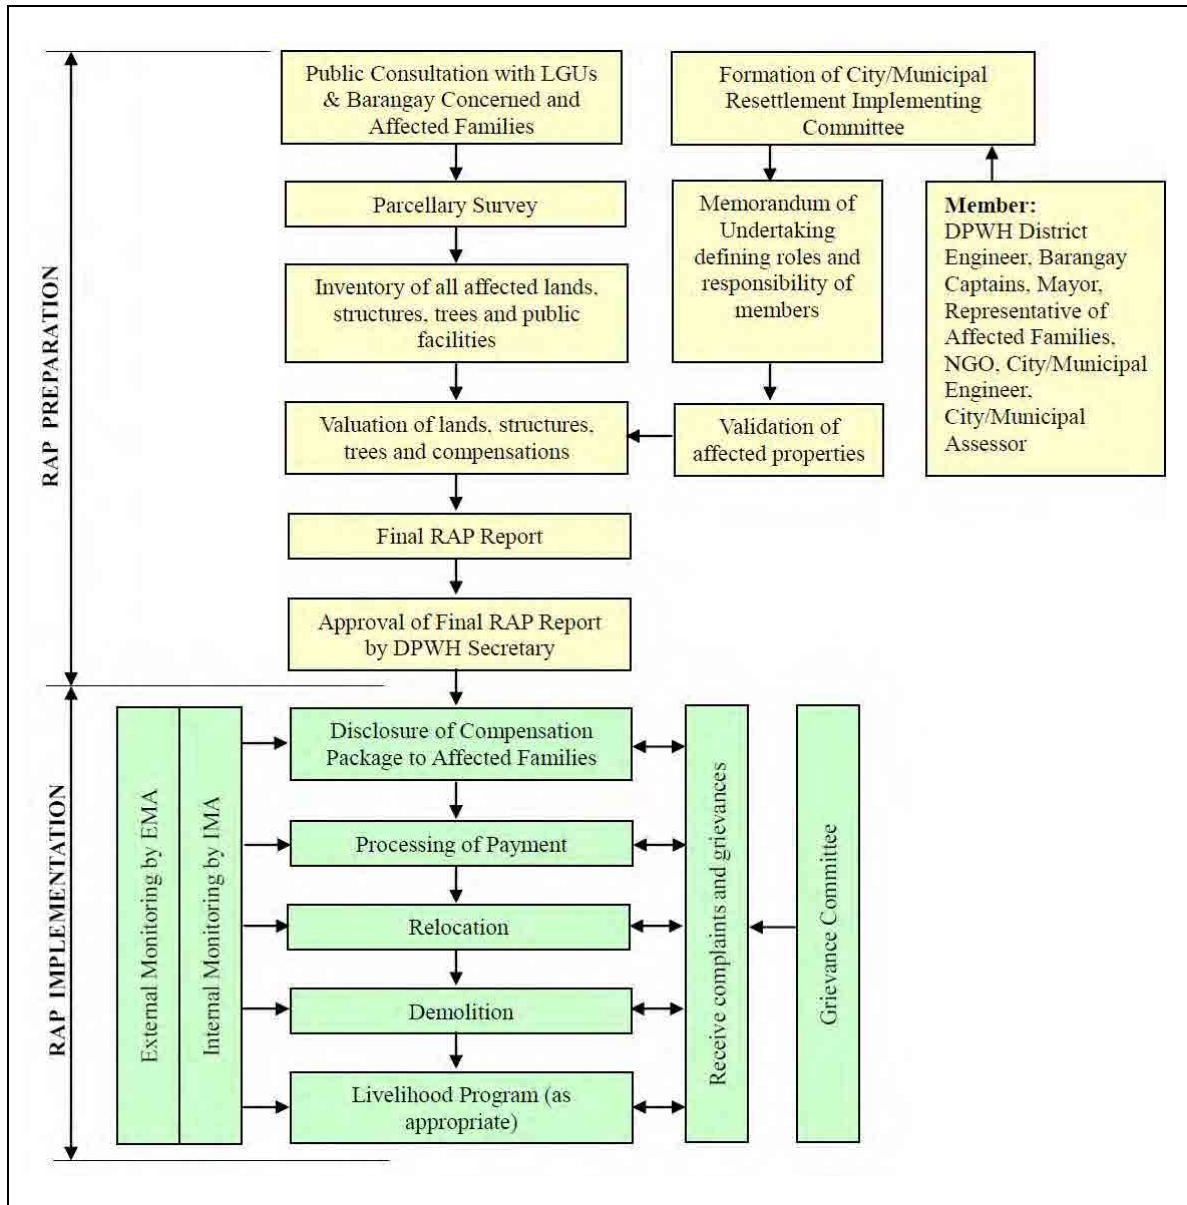 RAP PREPARATION
Public Consultation with LGUs
& Barangay Concerned and
Affected Families
Parcellary Survey
Inventory of all affected lands,
structures, trees and public
facilities
Valuation of lands, structures,
trees and compensations
Final RAP Report
Approval of Final RAP Report
by DPWH Secretary
Formation of City/Municipal
Resettlement Implementing
Committee
Memorandum of
Undertaking
defining roles and
responsibility of
members
Validation of
affected properties
Member:
DPWH District
Engineer, Barangay
Captains, Mayor,
Representative of
Affected Families,
NGO, City/Municipal
Engineer,
City/Municipal
Assessor
RAP IMPLEMENTATION
External Monitoring by EMA
Internal Monitoring by IMA
Disclosure of Compensation
Package to Affected Families
Processing of Payment
Relocation
Demolition
Livelihood Program (as
appropriate)
Receive complaints and grievances
Grievance Committee